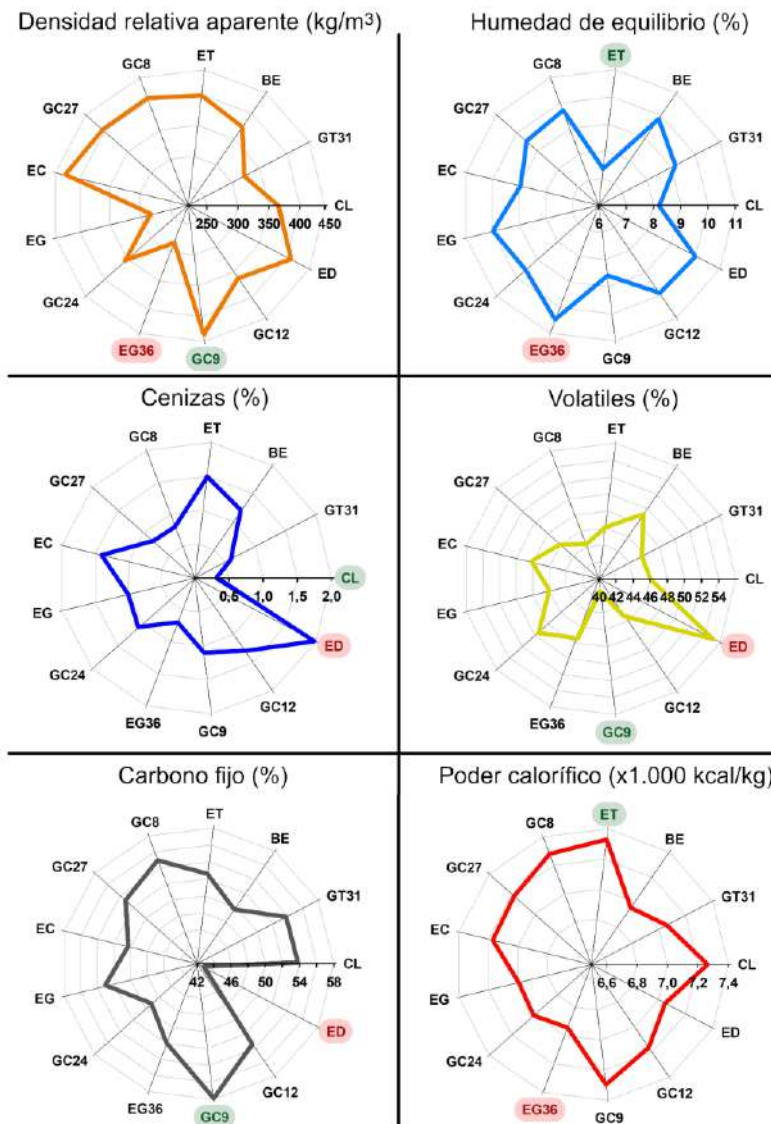 Densidad relativa aparente (kg/m³)
ET
GC8
BE
GC27
GT31
EC
CL
250 300 350 400 450
EG
ED
GC24
GC12
EG36
GC9
Humedad de equilibrio (%)
ET
GC8
BE
GC27
GT31
EC
CL
6 7 8 9 10 11
EG
ED
GC24
GC12
EG36
GC9
Cenizas (%)
ET
GC8
BE
GC27
GT31
EC
CL
0,6 1,0 1,6 2,0
EG
ED
GC24
GC12
EG36
GC9
Volatiles (%)
ET
GC8
BE
GC27
GT31
EC
CL
40 42 44 46 48 50 52 54
EG
ED
GC24
GC12
EG36
GC9
Carbono fijo (%)
ET
GC8
BE
GC27
GT31
EC
CL
42 46 50 54 58
EG
ED
GC24
GC12
EG36
GC9
Poder calorífico (x1.000 kcal/kg)
ET
GC8
BE
GC27
GT31
EC
CL
6,6 6,8 7,0 7,2 7,4
EG
ED
GC24
GC12
EG36
GC9